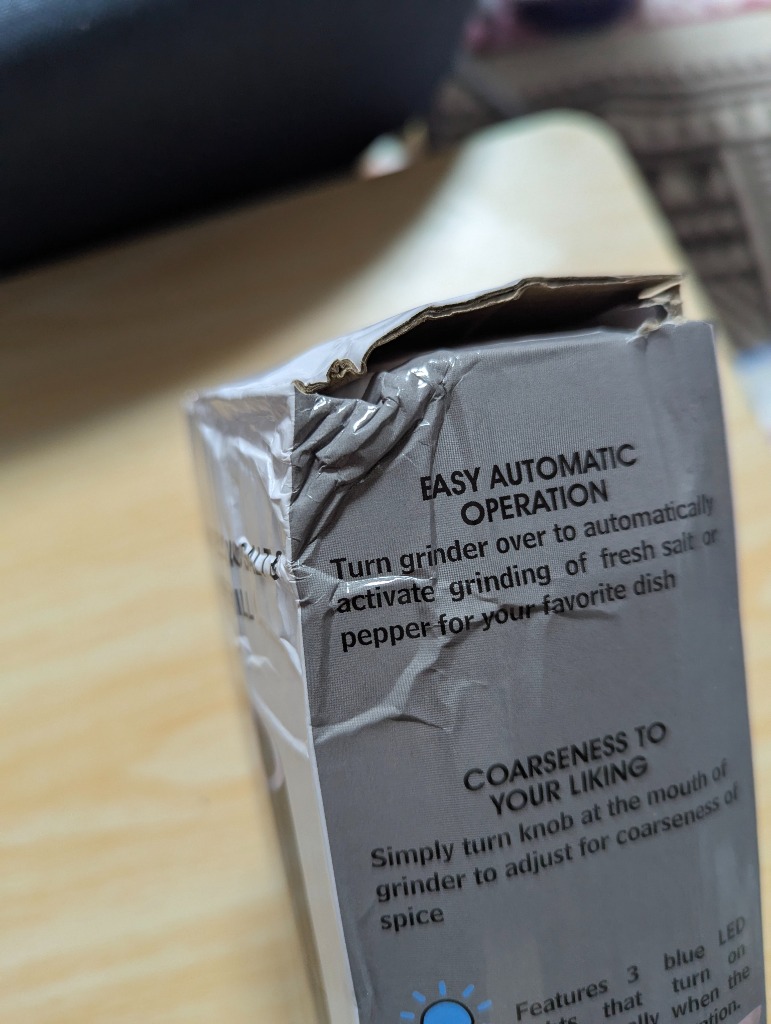 EASY AUTOMATIC
OPERATION
Turn grinder over to automatically
activate grinding of fresh salt or
pepper for your favorite dish
COARSENESS TO
YOUR LIKING
Simply turn knob at the mouth of
grinder to adjust for coarseness of
spice
Features 3 blue LED
that turn on
when the